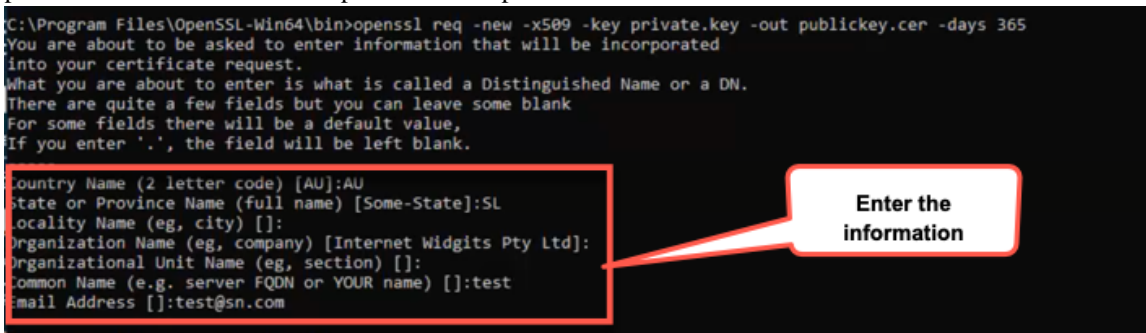 C:\Program Files\OpenSSL-Win64\bin>openssl req -new -x509 -key private.key -out publickey.cer -days 365
You are about to be asked to enter information that will be incorporated
into your certificate request.
What you are about to enter is what is called a Distinguished Name or a DN.
There are quite a few fields but you can leave some blank
For some fields there will be a default value,
If you enter '.', the field will be left blank.
-----
Country Name (2 letter code) [AU]:AU
State or Province Name (full name) [Some-State]:SL
Locality Name (eg, city) []:
Organization Name (eg, company) [Internet Widgits Pty Ltd]:
Organizational Unit Name (eg, section) []:
Common Name (e.g. server FQDN or YOUR name) []:test
Email Address []:test@sn.com
Enter the
information